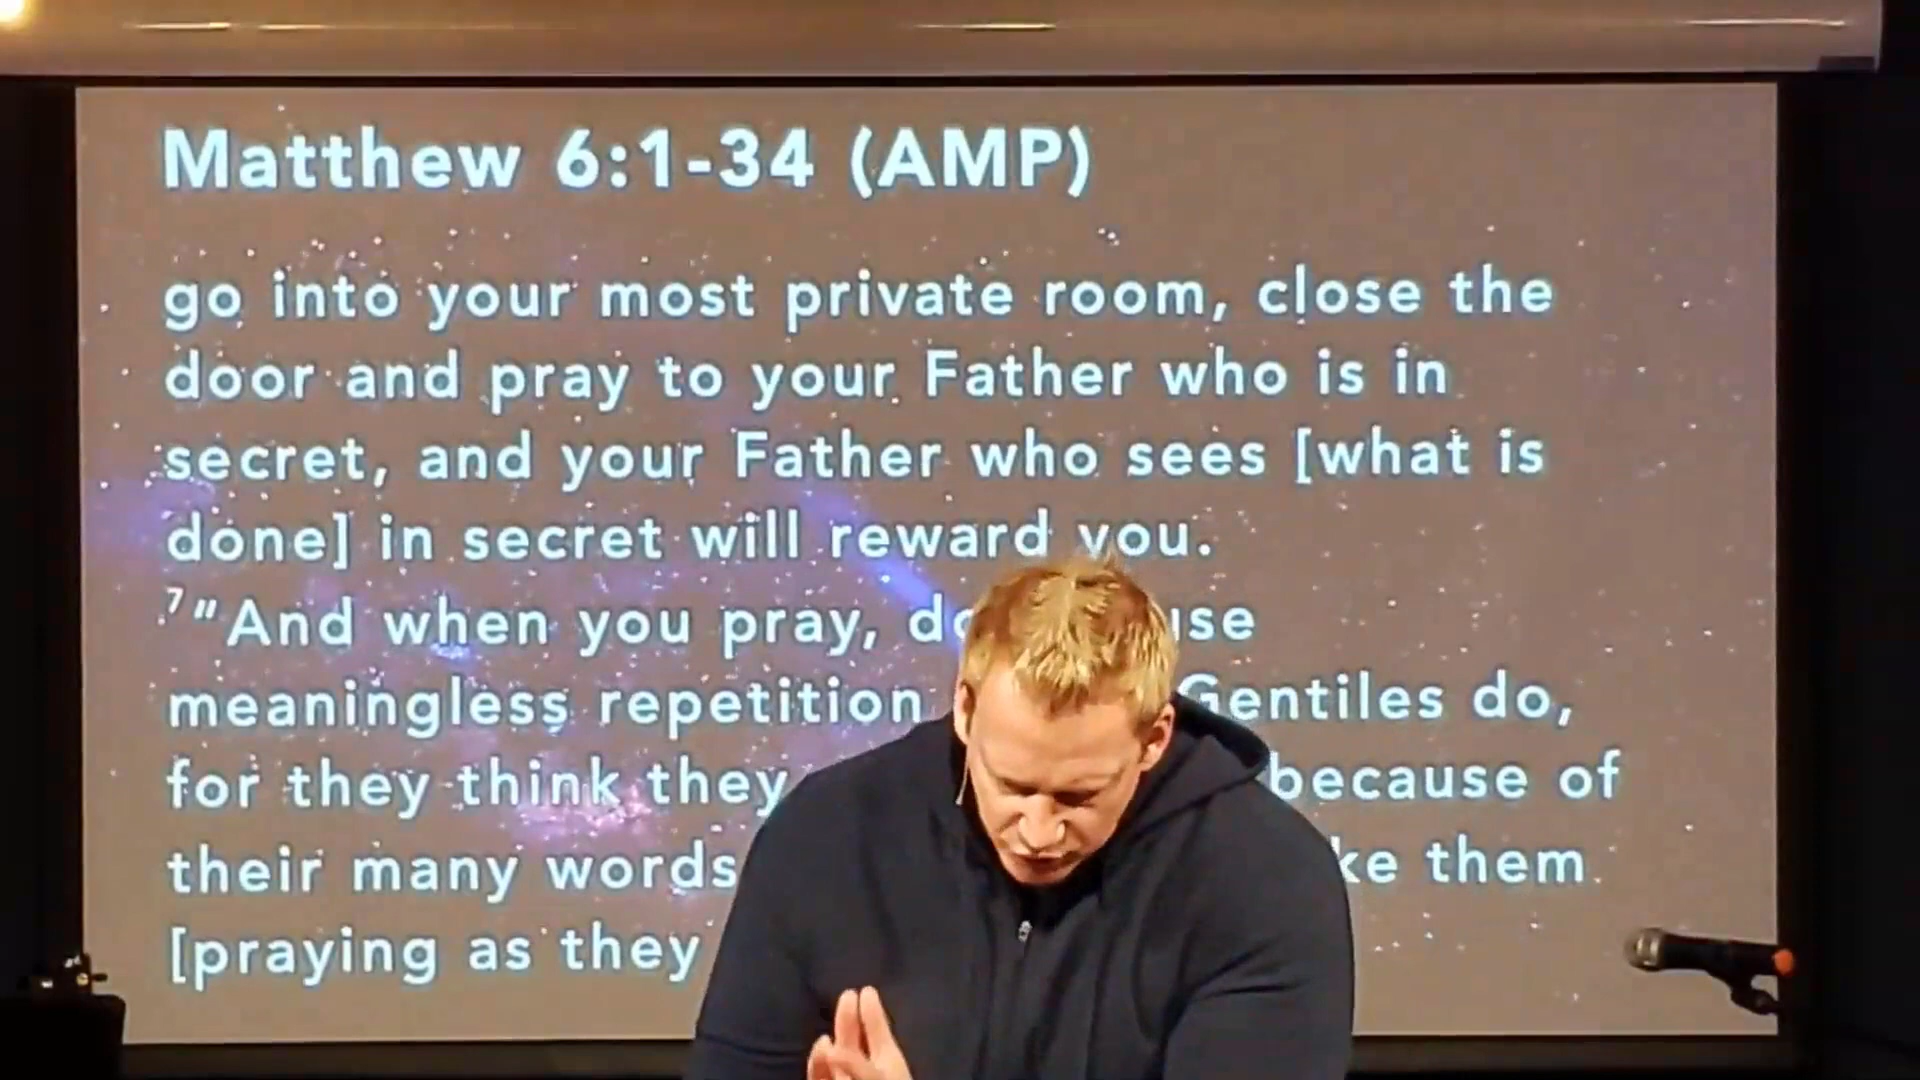 Matthew 6:1-34 (AMP)
go into your most private room, close the
door and pray to your Father who is in
secret, and your Father who sees [what is
done] in secret will reward you.
7 "And when you pray, do
meaningless repetition Gentiles do,
for they think they because of
their many words them
[praying as they